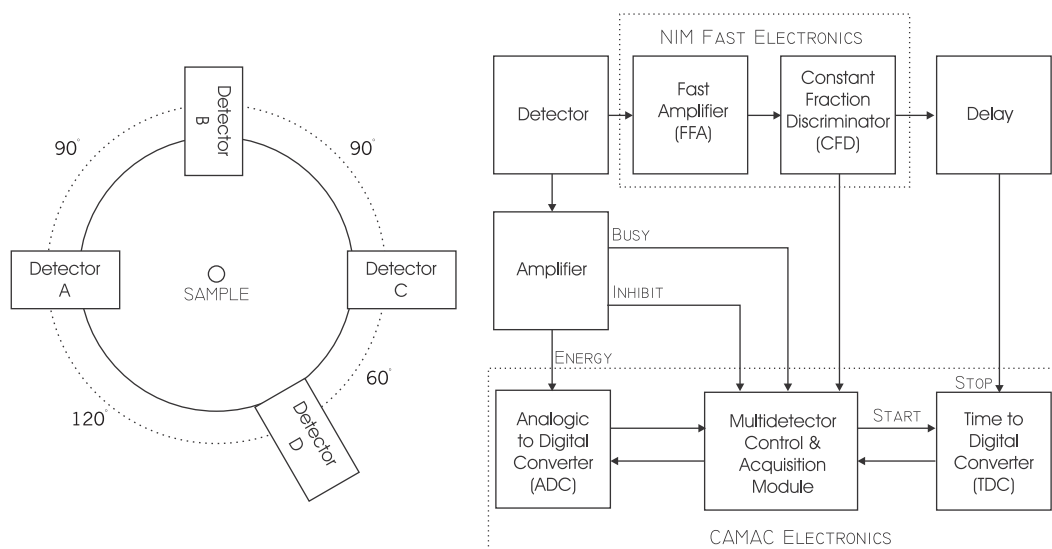 Detector
B
90°
90°
Detector
A
Detector
C
SAMPLE
60°
120°
Detector
D
NIM FAST ELECTRONICS
Detector
Fast
Amplifier
(FFA)
Constant
Fraction
Discriminator
(CFD)
Delay
Amplifier
BUSY
INHIBIT
ENERGY
STOP
START
Analogic
to Digital
Converter
(ADC)
Multidetector
Control &
Acquisition
Module
Time to
Digital
Converter
(TDC)
CAMAC ELECTRONICS